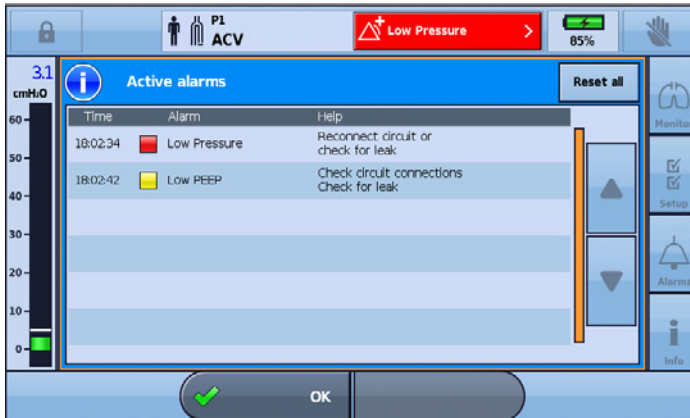 P1
ACV
Low Pressure
85%
3.1
cmH2O
60
50
40
30
20
10
0
Active alarms
Reset all
Time Alarm Help
18:02:34 Low Pressure Reconnect circuit or
check for leak
18:02:42 Low PEEP Check circuit connections
Check for leak
Monitor
Setup
Alarms
Info
OK